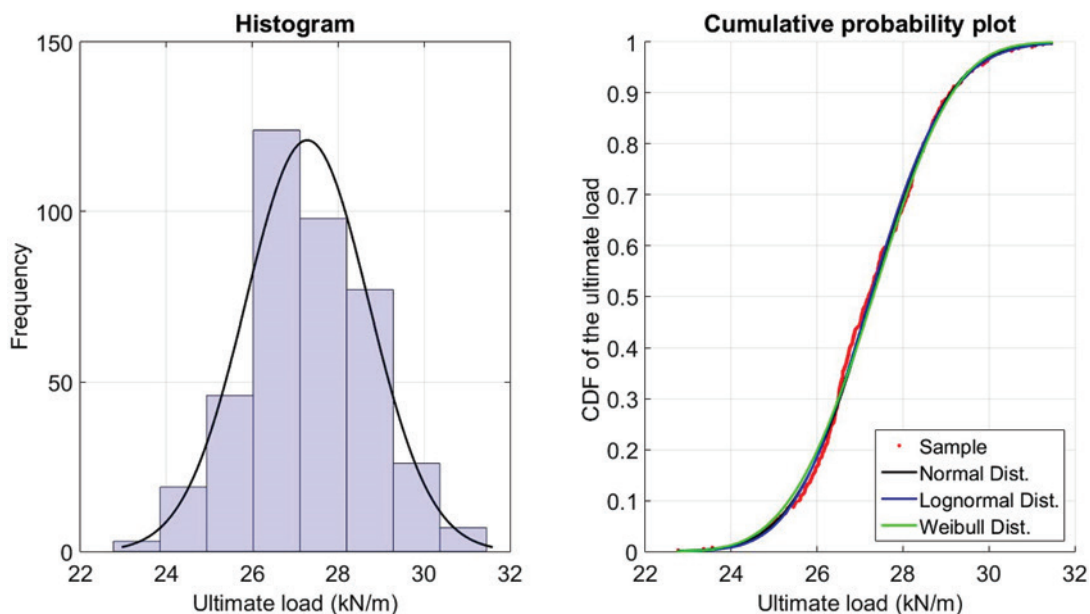 Histogram
150
100
50
0
Frequency
22 24 26 28 30 32
Ultimate load (kN/m)
Cumulative probability plot
1
0.9
0.8
0.7
0.6
0.5
0.4
0.3
0.2
0.1
0
CDF of the ultimate load
Sample
Normal Dist.
Lognormal Dist.
Weibull Dist.
22 24 26 28 30 32
Ultimate load (kN/m)